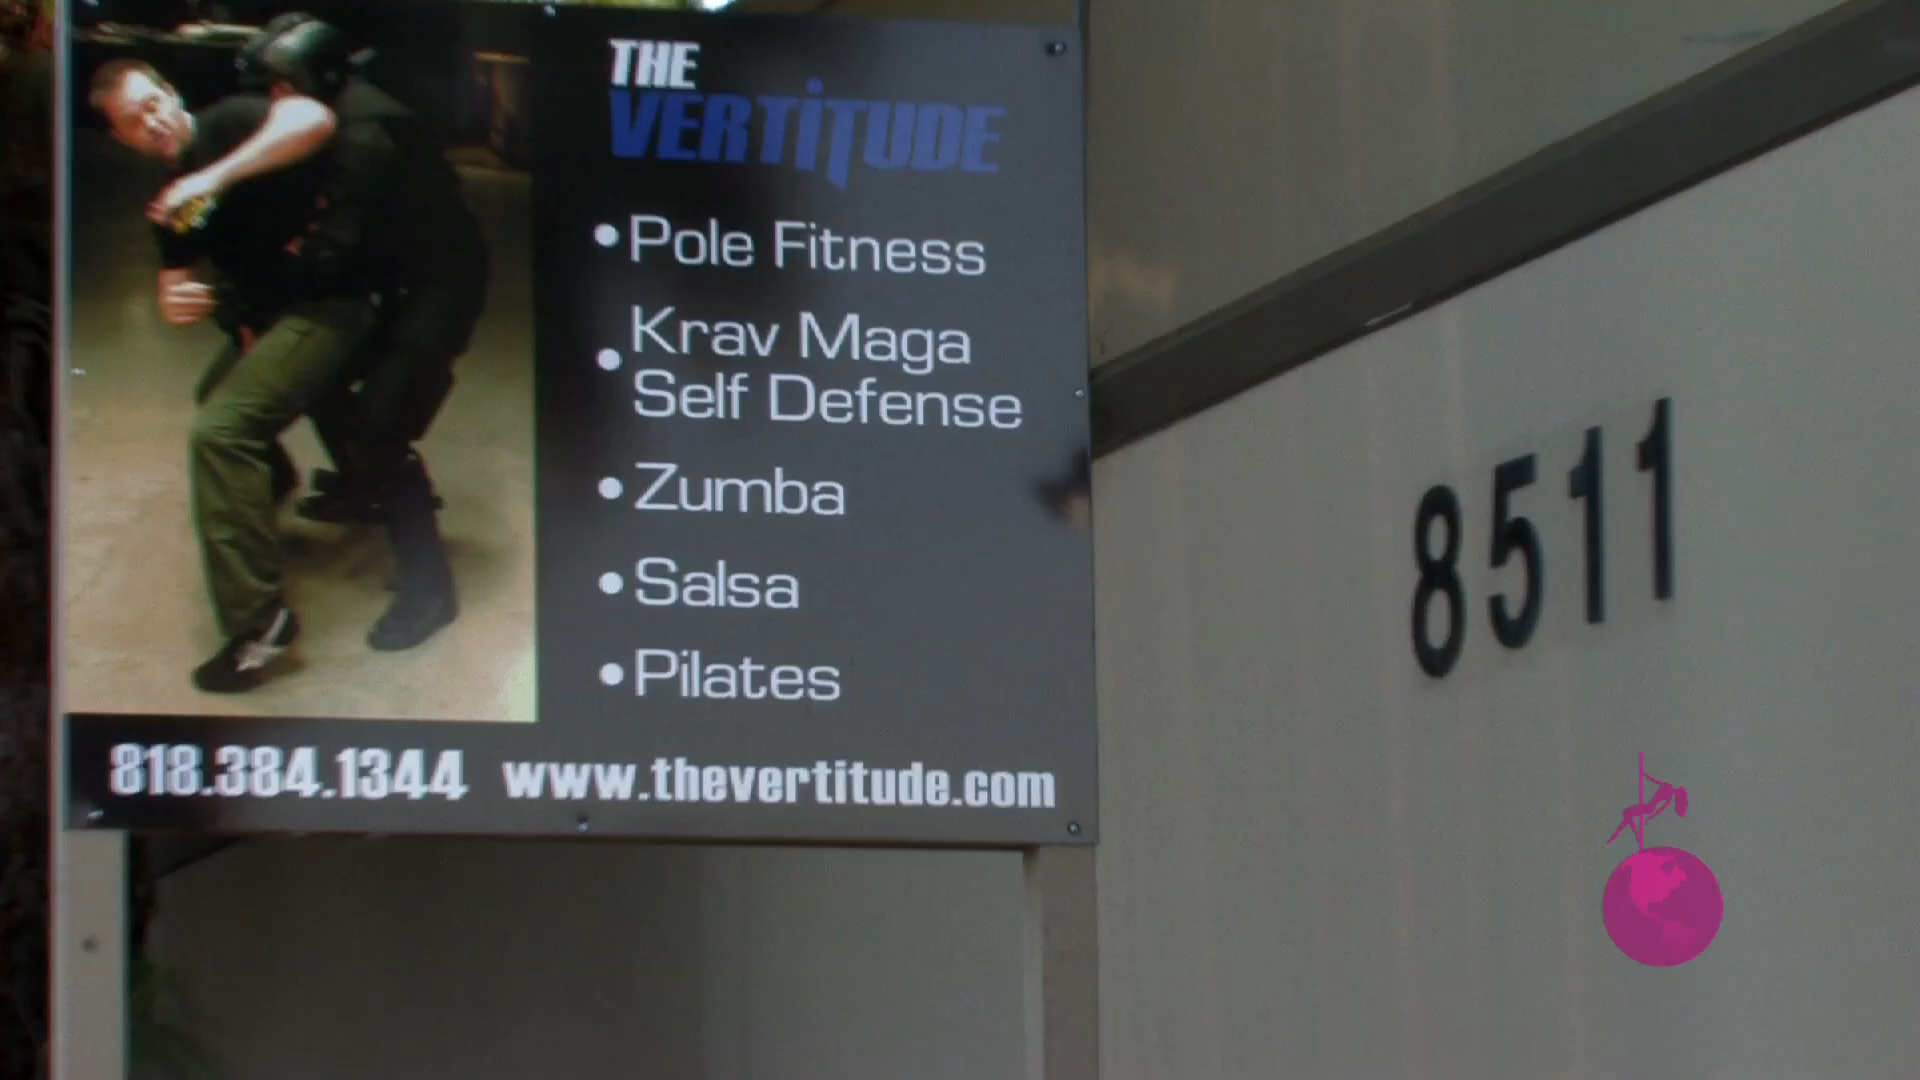 THE
VERTiTUDE
• Pole Fitness
• Krav Maga
Self Defense
• Zumba
• Salsa
• Pilates
818.384.1344 www.thevertitude.com
8511